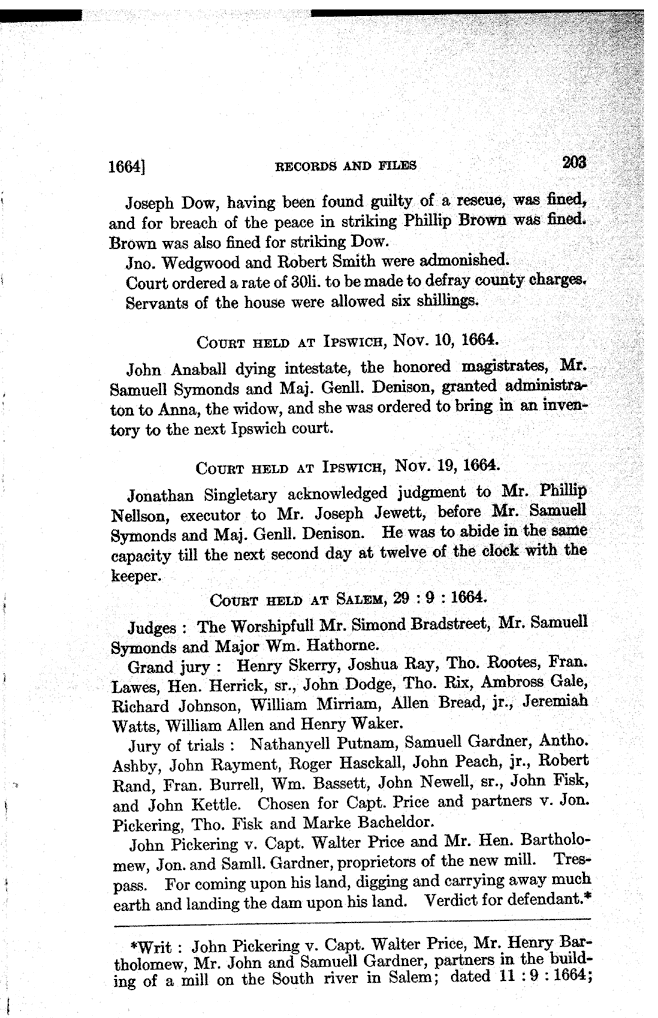 1664] RECORDS AND FILES 203
Joseph Dow, having been found guilty of a rescue, was fined,
and for breach of the peace in striking Phillip Brown was fined.
Brown was also fined for striking Dow.
Jno. Wedgwood and Robert Smith were admonished.
Court ordered a rate of 30li. to be made to defray county charges.
Servants of the house were allowed six shillings.
Court held at Ipswich, Nov. 10, 1664.
John Anaball dying intestate, the honored magistrates, Mr.
Samuell Symonds and Maj. Genll. Denison, granted administra-
ton to Anna, the widow, and she was ordered to bring in an inven-
tory to the next Ipswich court.
Court held at Ipswich, Nov. 19, 1664.
Jonathan Singletary acknowledged judgment to Mr. Phillip
Nellson, executor to Mr. Joseph Jewett, before Mr. Samuell
Symonds and Maj. Genll. Denison. He was to abide in the same
capacity till the next second day at twelve of the clock with the
keeper.
Court held at Salem, 29 : 9 : 1664.
Judges : The Worshipfull Mr. Simond Bradstreet, Mr. Samuell
Symonds and Major Wm. Hathorne.
Grand jury : Henry Skerry, Joshua Ray, Tho. Rootes, Fran.
Lawes, Hen. Herrick, sr., John Dodge, Tho. Rix, Ambross Gale,
Richard Johnson, William Mirriam, Allen Bread, jr., Jeremiah
Watts, William Allen and Henry Waker.
Jury of trials : Nathanyell Putnam, Samuell Gardner, Antho.
Ashby, John Rayment, Roger Hasckall, John Peach, jr., Robert
Rand, Fran. Burrell, Wm. Bassett, John Newell, sr., John Fisk,
and John Kettle. Chosen for Capt. Price and partners v. Jon.
Pickering, Tho. Fisk and Marke Bacheldor.
John Pickering v. Capt. Walter Price and Mr. Hen. Bartholo-
mew, Jon. and Samll. Gardner, proprietors of the new mill. Tres-
pass. For coming upon his land, digging and carrying away much
earth and landing the dam upon his land. Verdict for defendant.*
*Writ : John Pickering v. Capt. Walter Price, Mr. Henry Bar-
tholomew, Mr. John and Samuell Gardner, partners in the build-
ing of a mill on the South river in Salem; dated 11 : 9 : 1664;